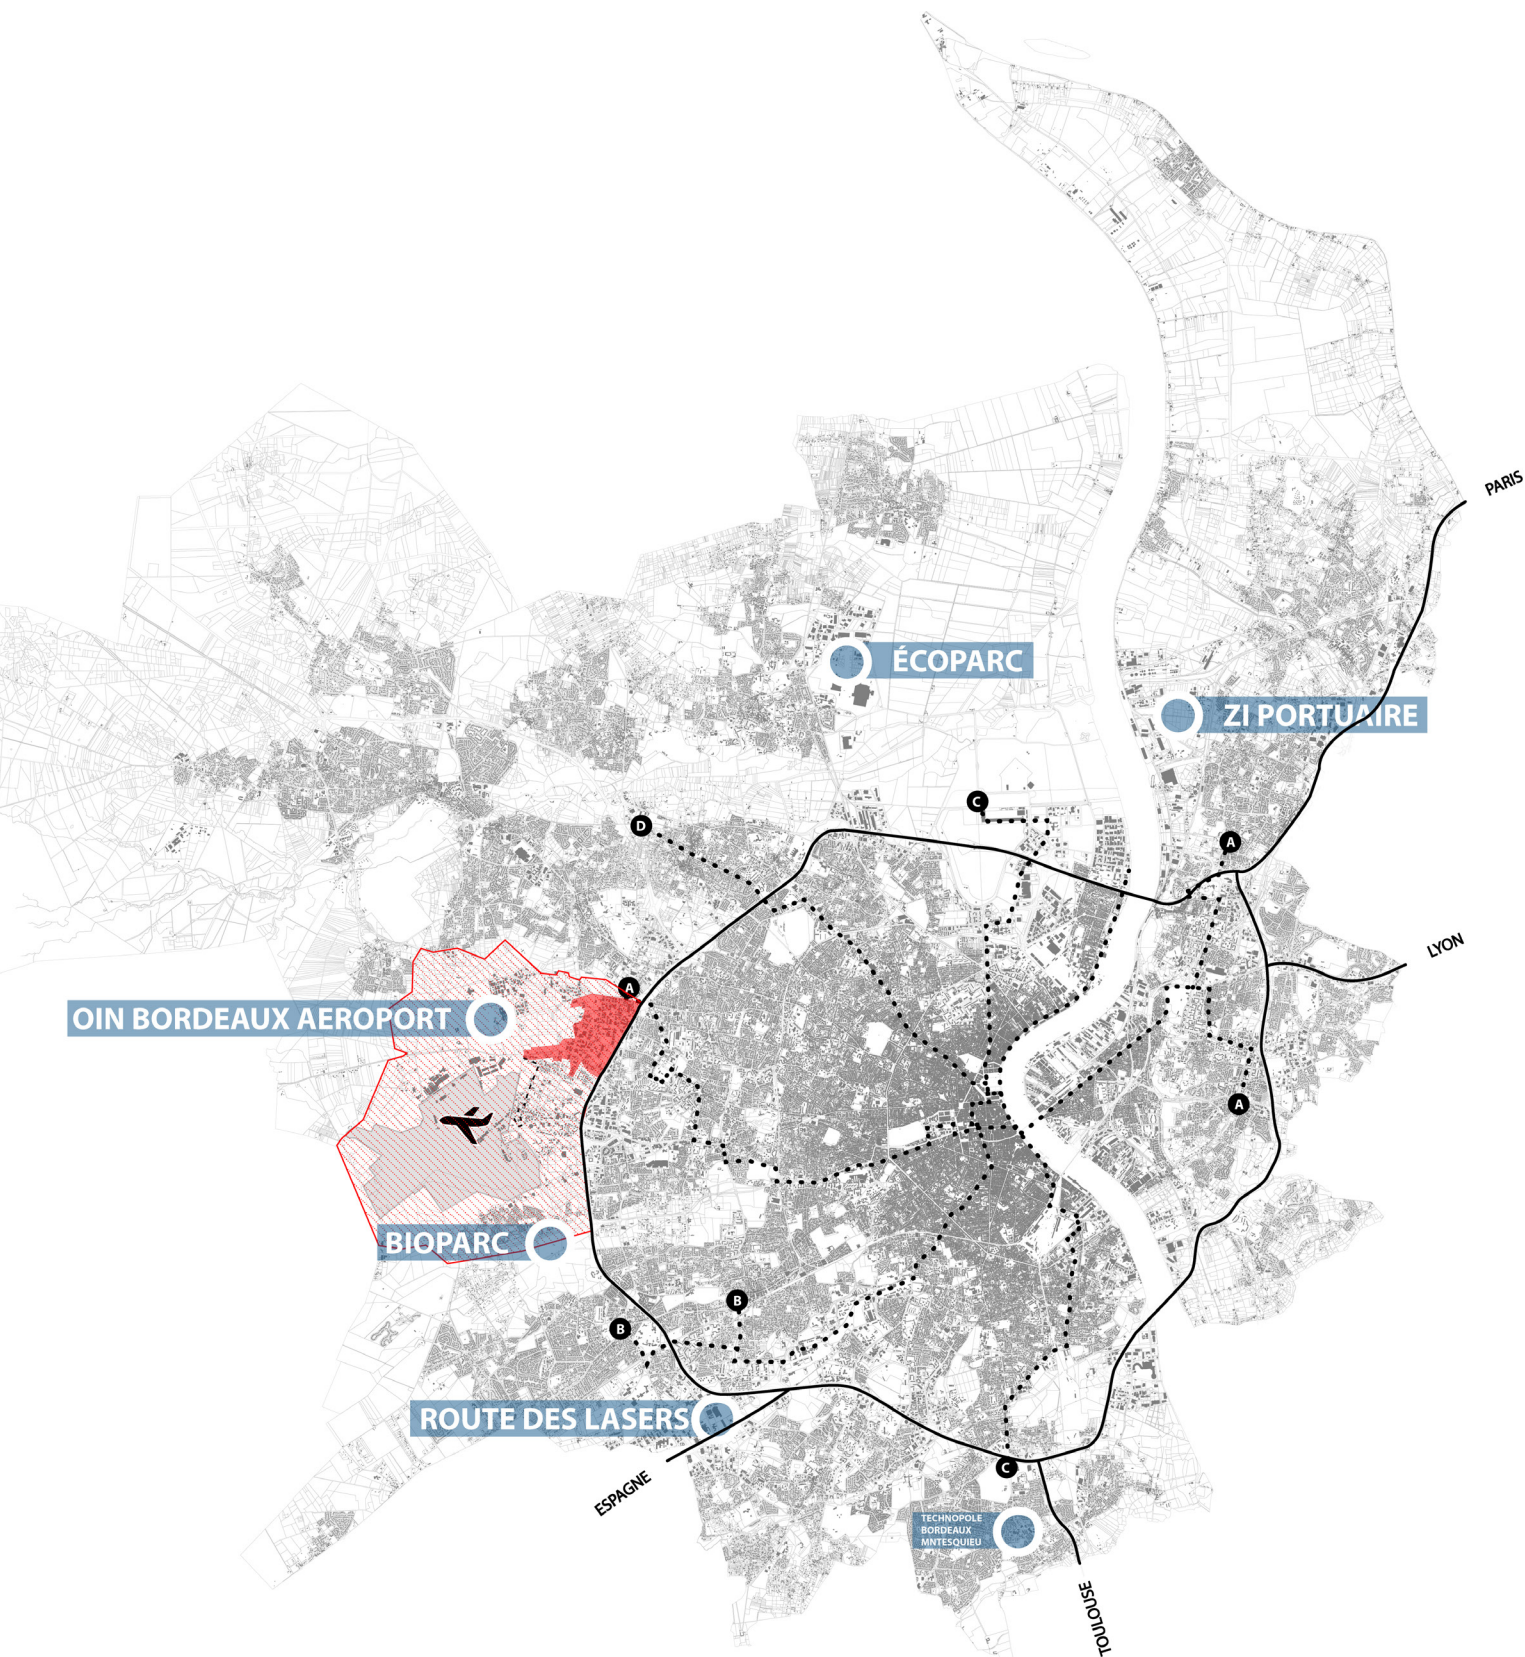 PARIS
ÉCOPARC
ZI PORTUAIRE
C
D
A
LYON
A
OIN BORDEAUX AEROPORT
A
BIOPARC
B
B
ROUTE DES LASERS
ESPAGNE
C
TECHNOPOLE
BORDEAUX
MNTESQUIEU
TOULOUSE